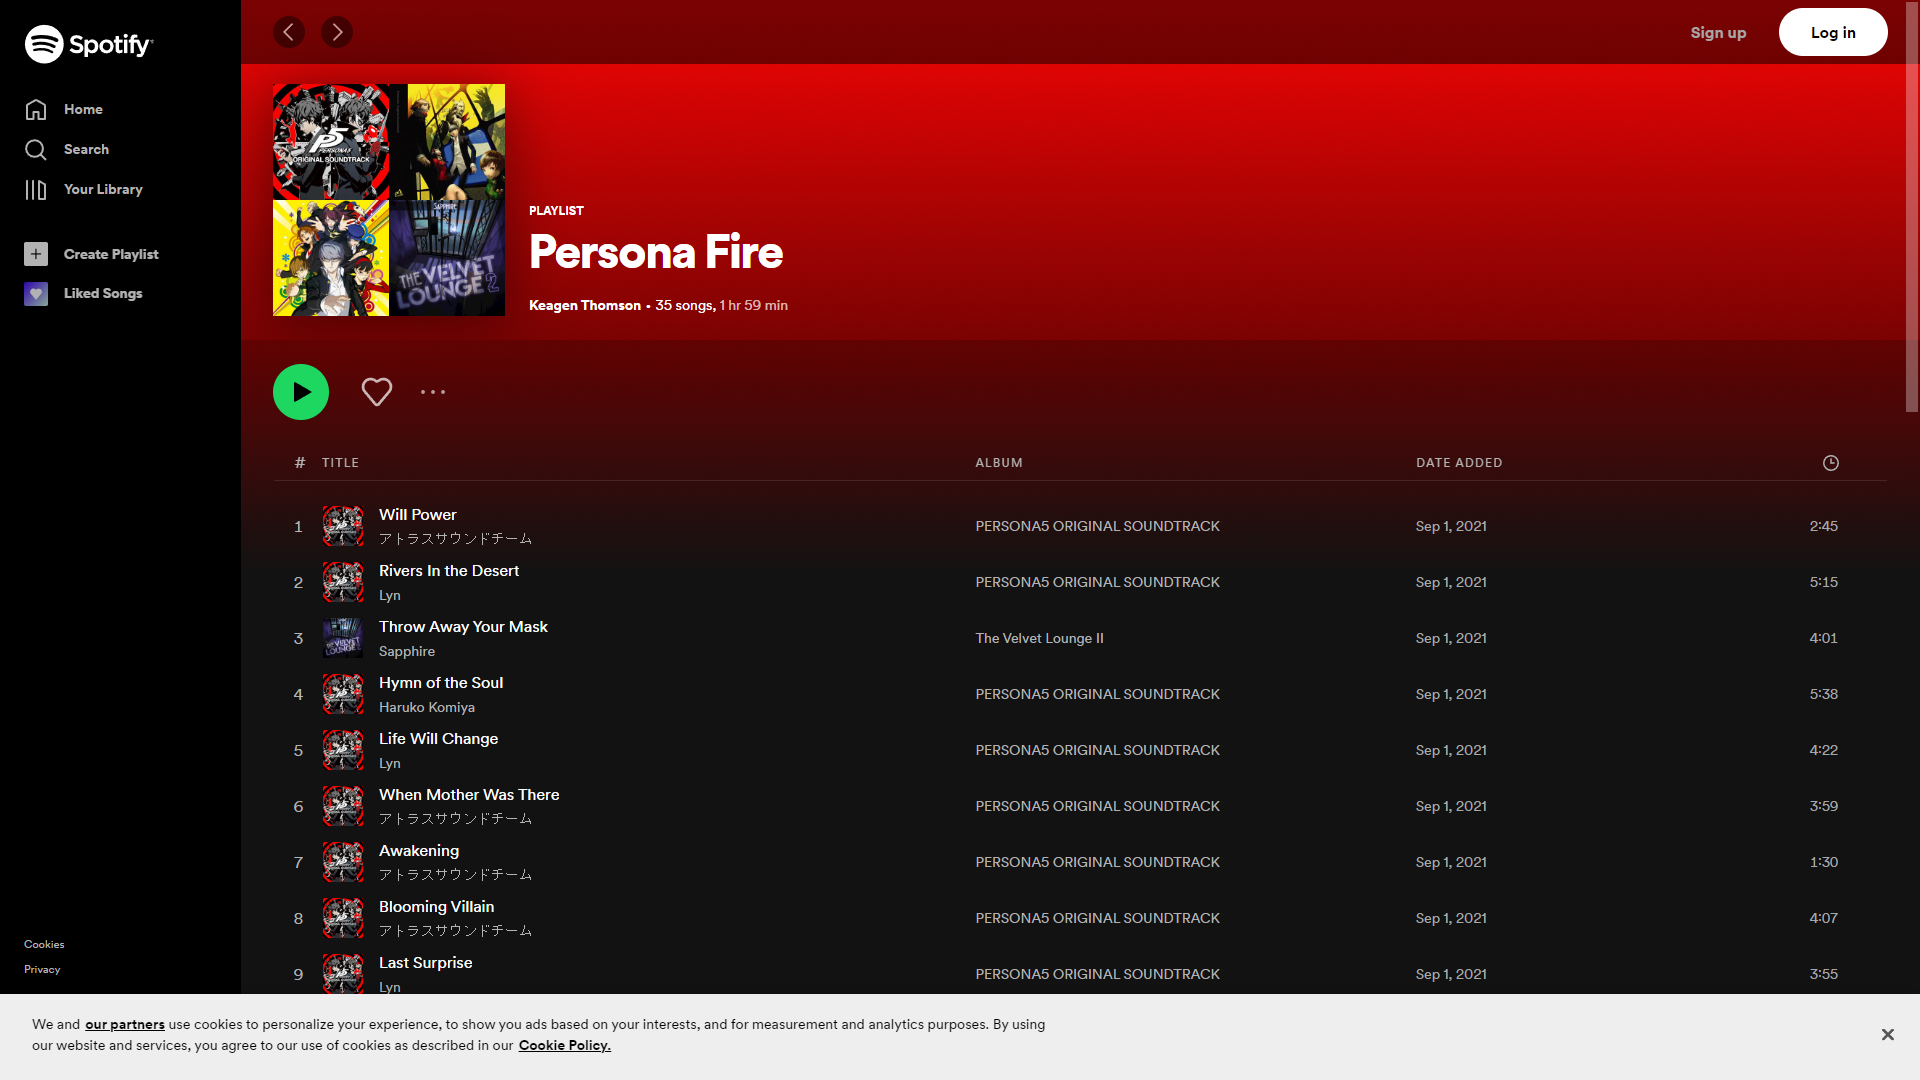 Spotify
Home
Search
Your Library
Create Playlist
Liked Songs
Cookies
Privacy
Sign up
Log in
P5
PERSONA5
ORIGINAL SOUNDTRACK
SAPPHIRE
THE VELVET
LOUNGE 2
PLAYLIST
Persona Fire
Keagen Thomson • 35 songs, 1 hr 59 min
# TITLE ALBUM DATE ADDED
1 Will Power PERSONA5 ORIGINAL SOUNDTRACK Sep 1, 2021 2:45
アトラスサウンドチーム
2 Rivers In the Desert PERSONA5 ORIGINAL SOUNDTRACK Sep 1, 2021 5:15
Lyn
3 Throw Away Your Mask The Velvet Lounge II Sep 1, 2021 4:01
Sapphire
4 Hymn of the Soul PERSONA5 ORIGINAL SOUNDTRACK Sep 1, 2021 5:38
Haruko Komiya
5 Life Will Change PERSONA5 ORIGINAL SOUNDTRACK Sep 1, 2021 4:22
Lyn
6 When Mother Was There PERSONA5 ORIGINAL SOUNDTRACK Sep 1, 2021 3:59
アトラスサウンドチーム
7 Awakening PERSONA5 ORIGINAL SOUNDTRACK Sep 1, 2021 1:30
アトラスサウンドチーム
8 Blooming Villain PERSONA5 ORIGINAL SOUNDTRACK Sep 1, 2021 4:07
アトラスサウンドチーム
9 Last Surprise PERSONA5 ORIGINAL SOUNDTRACK Sep 1, 2021 3:55
Lyn
We and our partners use cookies to personalize your experience, to show you ads based on your interests, and for measurement and analytics purposes. By using
our website and services, you agree to our use of cookies as described in our Cookie Policy.